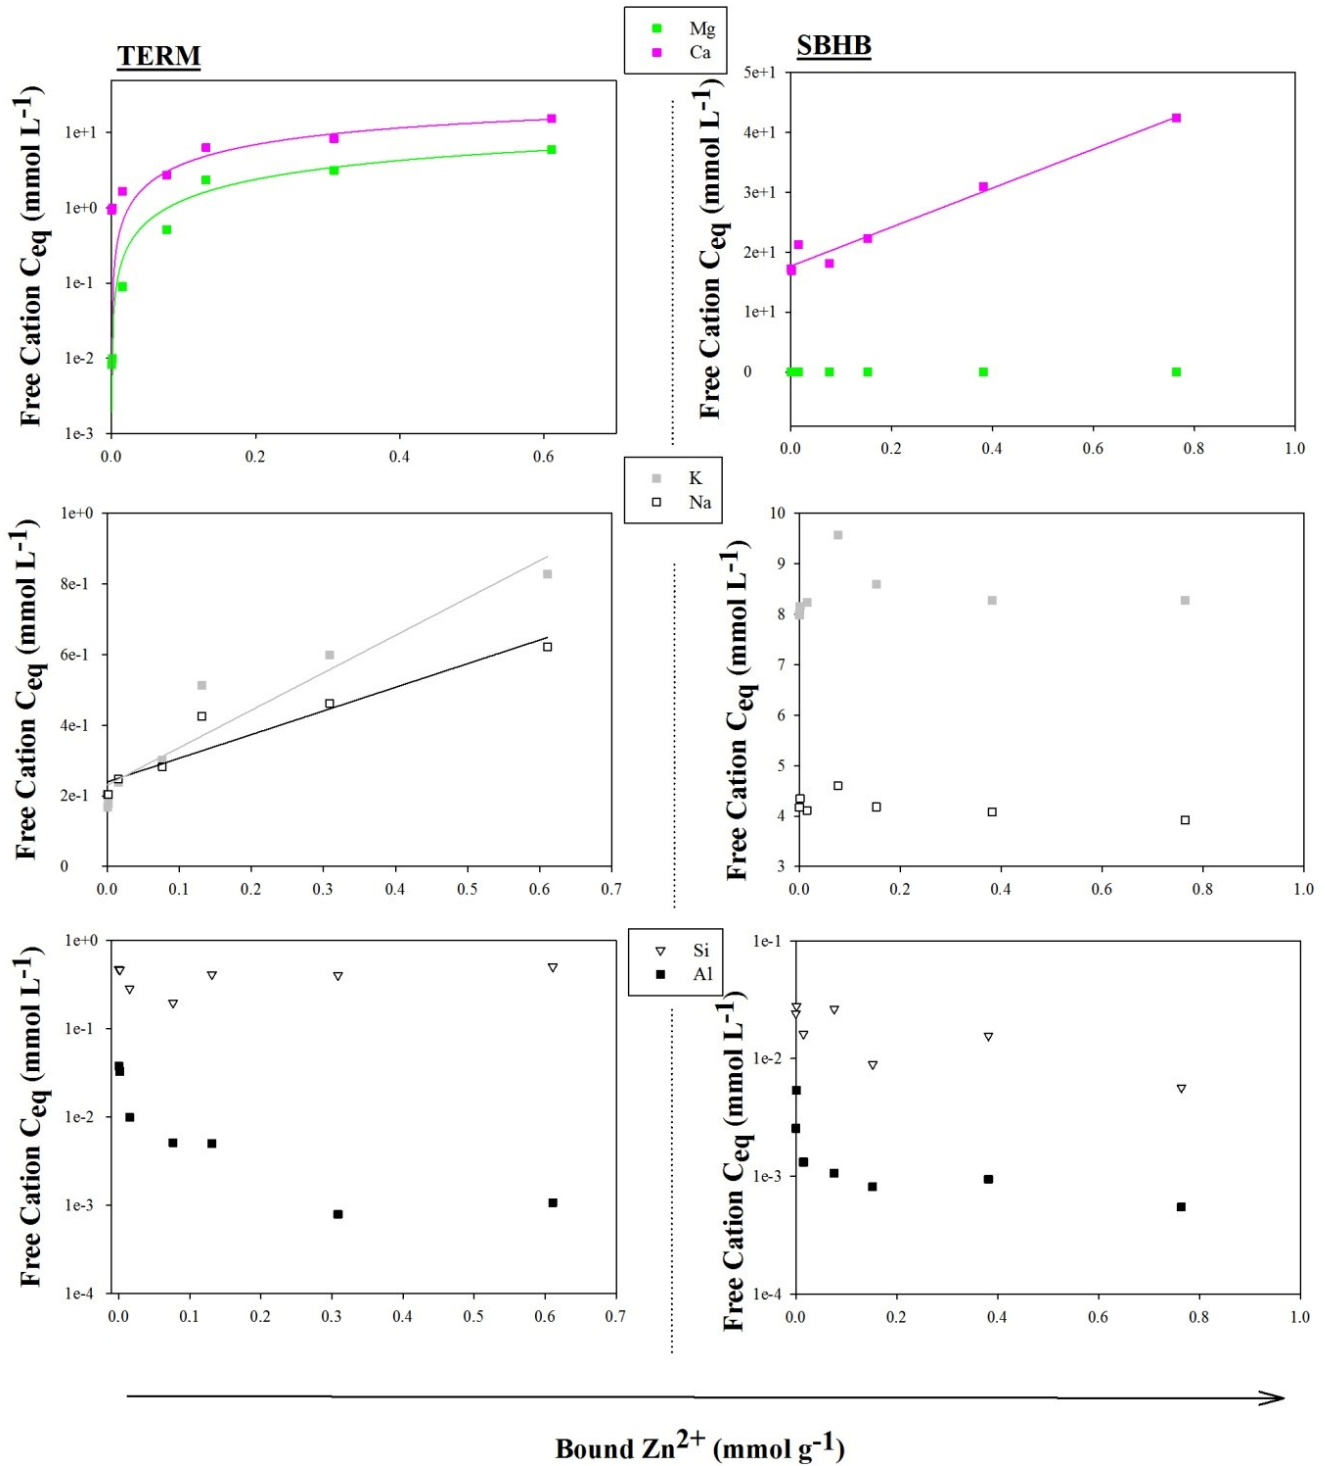 TERM
Mg
Ca
SBHB
Free Cation Ceq (mmol L-1)
1e+1
1e+0
1e-1
1e-2
1e-3
0.0 0.2 0.4 0.6
Free Cation Ceq (mmol L-1)
5e+1
4e+1
3e+1
2e+1
1e+1
0
0.0 0.2 0.4 0.6 0.8 1.0
K
Na
Free Cation Ceq (mmol L-1)
1e+0
8e-1
6e-1
4e-1
2e-1
0
0.0 0.1 0.2 0.3 0.4 0.5 0.6 0.7
Free Cation Ceq (mmol L-1)
10
9
8
7
6
5
4
3
0.0 0.2 0.4 0.6 0.8 1.0
Si
Al
Free Cation Ceq (mmol L-1)
1e+0
1e-1
1e-2
1e-3
1e-4
0.0 0.1 0.2 0.3 0.4 0.5 0.6 0.7
Free Cation Ceq (mmol L-1)
1e-1
1e-2
1e-3
1e-4
0.0 0.2 0.4 0.6 0.8 1.0
Bound Zn2+ (mmol g-1)